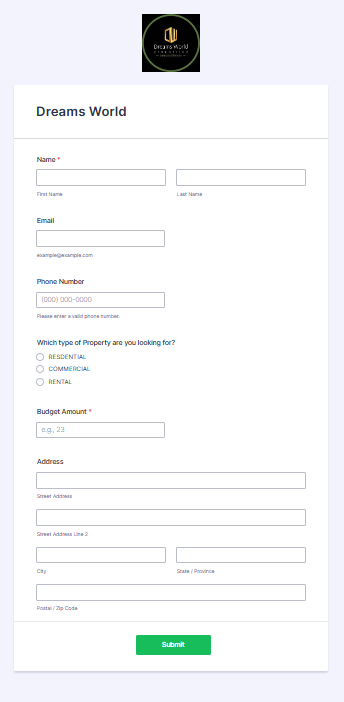 Dreams World
Dreams World
Name *
First Name
Last Name
Email
example@example.com
Phone Number
(000) 000-0000
Please enter a valid phone number.
Which type of Property are you looking for?
RESDENTIAL
COMMERCIAL
RENTAL
Budget Amount *
e.g., 23
Address
Street Address
Street Address Line 2
City
State / Province
Postal / Zip Code
Submit